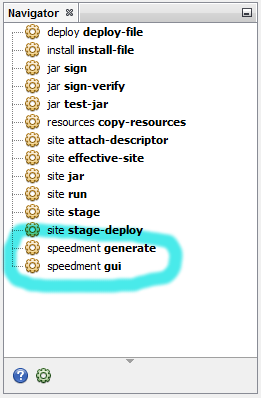 Navigator
deploy deploy-file
install install-file
jar sign
jar sign-verify
jar test-jar
resources copy-resources
site attach-descriptor
site effective-site
site jar
site run
site stage
site stage-deploy
speedment generate
speedment gui
?